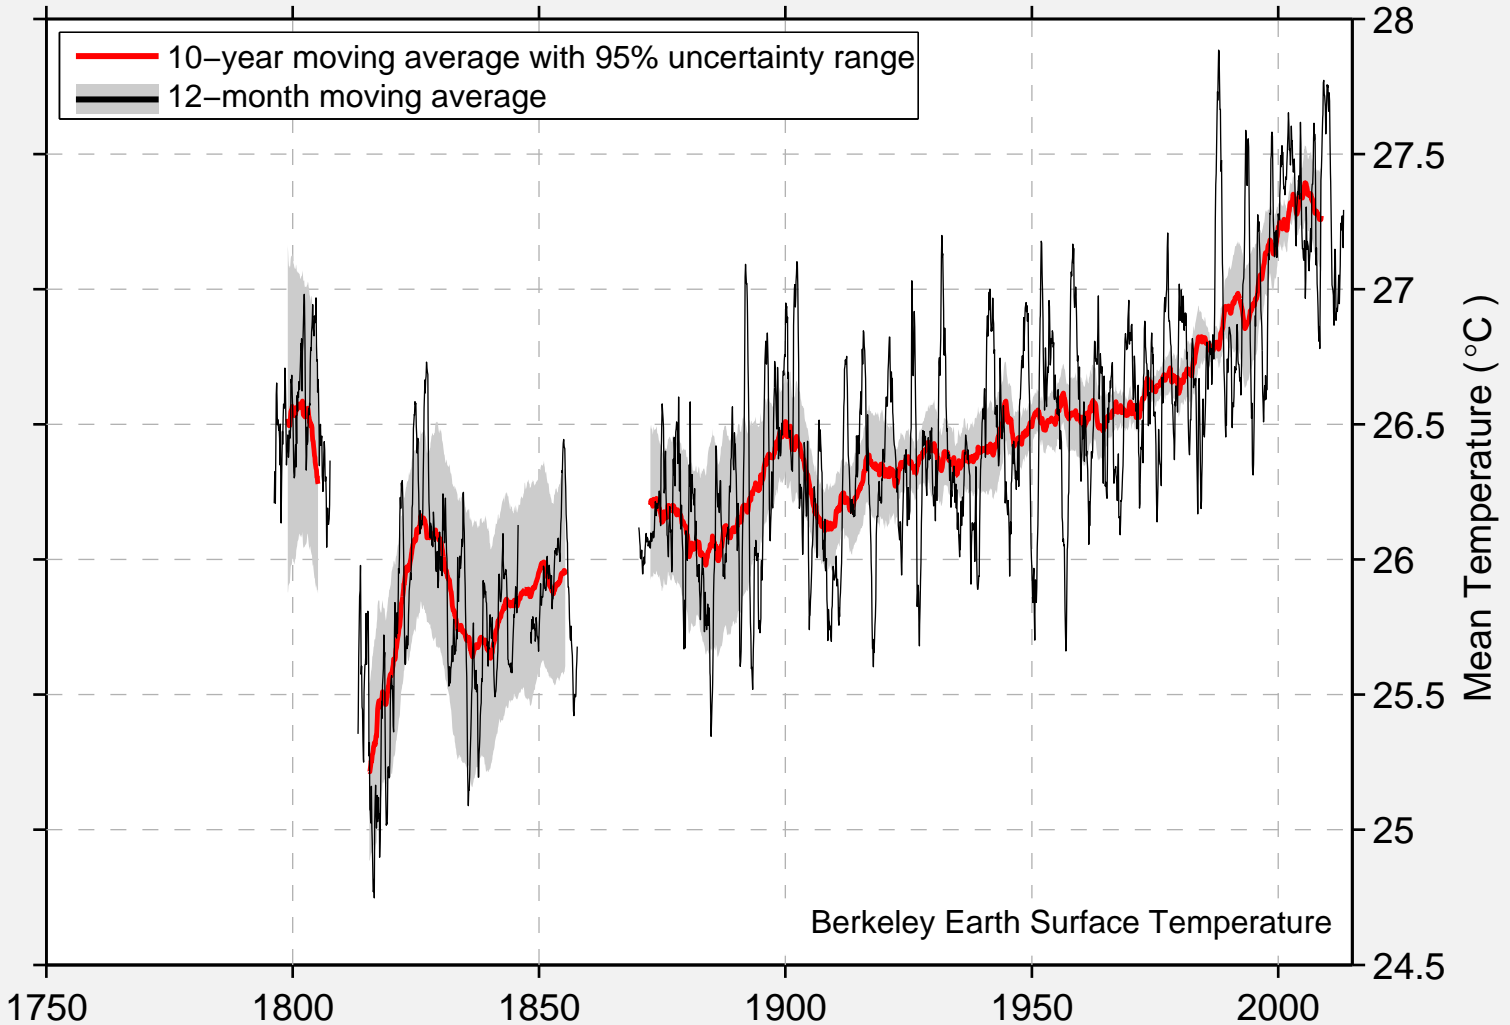 10−year moving average with 95% uncertainty range
12−month moving average
28
27.5
27
26.5
26
25.5
25
24.5
Mean Temperature (°C )
Berkeley Earth Surface Temperature
1750 1800 1850 1900 1950 2000